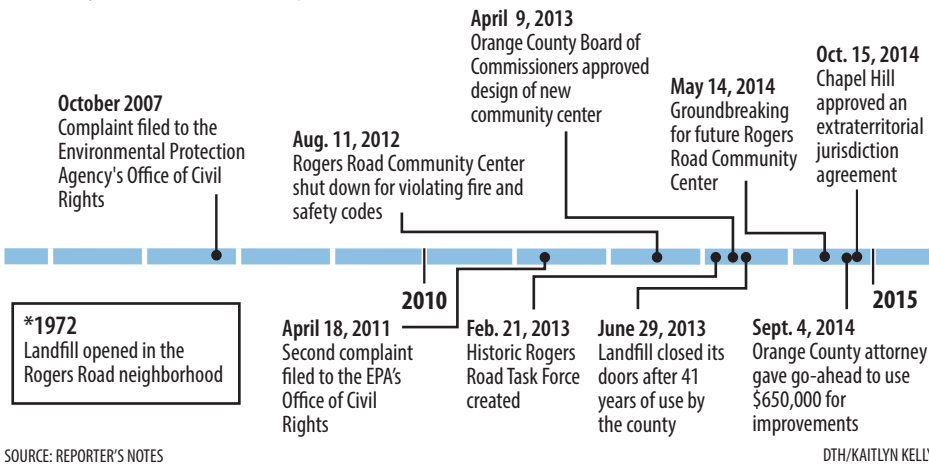 October 2007
Complaint filed to the
Environmental Protection
Agency's Office of Civil
Rights
Aug. 11, 2012
Rogers Road Community Center
shut down for violating fire and
safety codes
April 9, 2013
Orange County Board of
Commissioners approved
design of new
community center
May 14, 2014
Groundbreaking
for future Rogers
Road Community
Center
Oct. 15, 2014
Chapel Hill
approved an
extraterritorial
jurisdiction
agreement
2010
2015
*1972
Landfill opened in the
Rogers Road neighborhood
April 18, 2011
Second complaint
filed to the EPA's
Office of Civil
Rights
Feb. 21, 2013
Historic Rogers
Road Task Force
created
June 29, 2013
Landfill closed its
doors after 41
years of use by
the county
Sept. 4, 2014
Orange County attorney
gave go-ahead to use
$650,000 for
improvements
SOURCE: REPORTER'S NOTES
DTH/KAITLYN KELLY